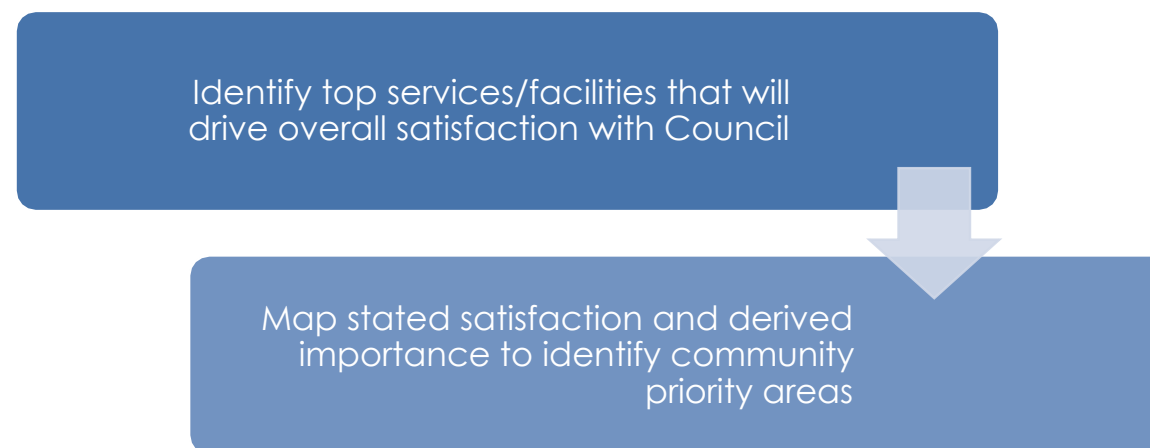 Identify top services/facilities that will
drive overall satisfaction with Council
Map stated satisfaction and derived
importance to identify community
priority areas